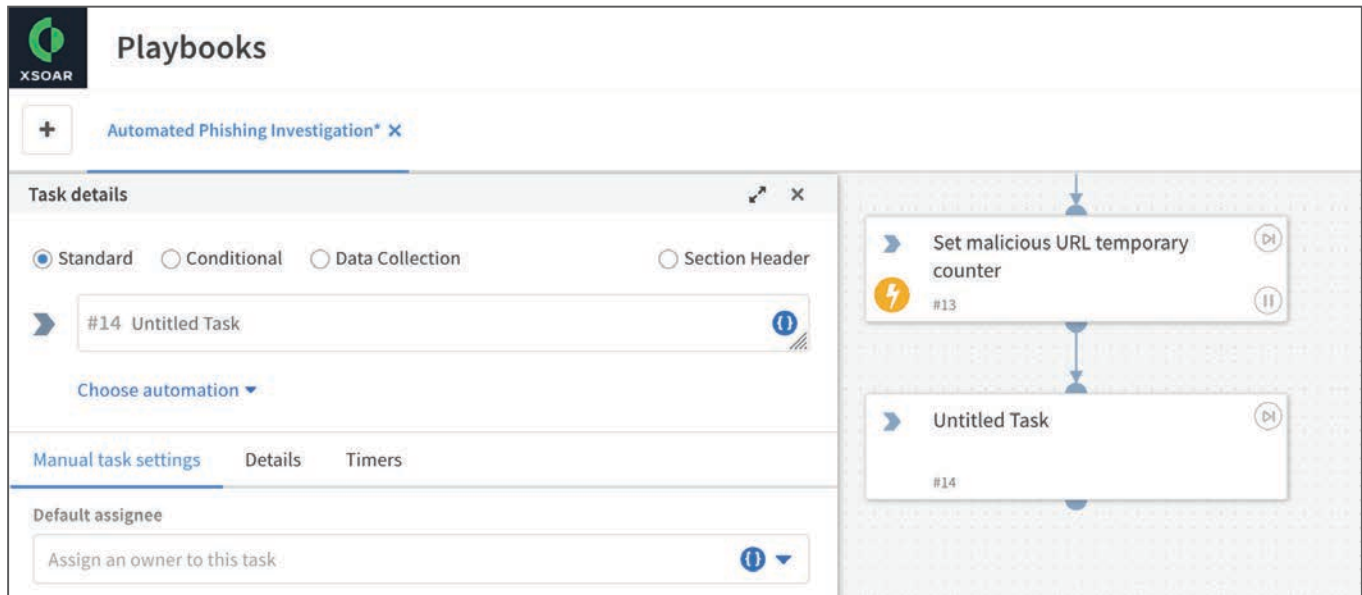 XSOAR
Playbooks
+
Automated Phishing Investigation* X
Task details
Standard
Conditional
Data Collection
Section Header
#14 Untitled Task
Choose automation
Manual task settings
Details
Timers
Default assignee
Assign an owner to this task
Set malicious URL temporary
counter
#13
Untitled Task
#14